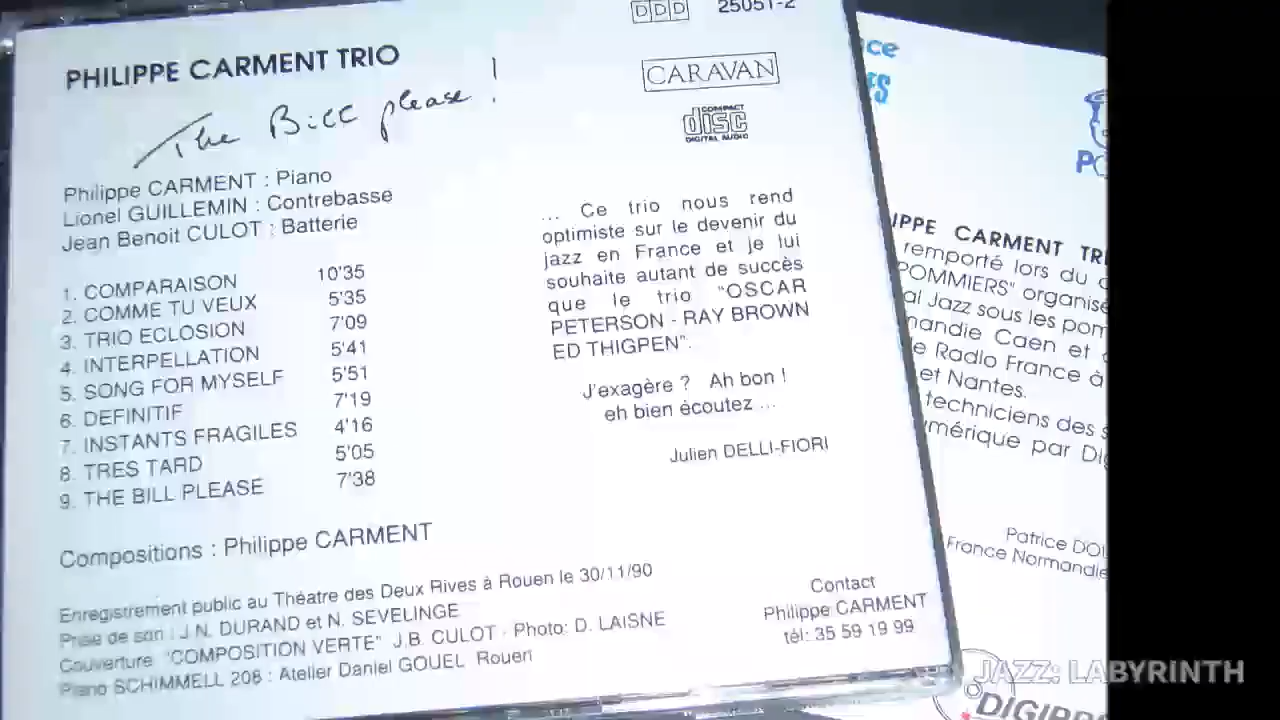 DDD 25051-2
PHILIPPE CARMENT TRIO
The Bill please !
CARAVAN
COMPACT
disc
DIGITAL AUDIO
Philippe CARMENT : Piano
Lionel GUILLEMIN : Contrebasse
Jean Benoit CULOT : Batterie
1. COMPARAISON 10'35
2. COMME TU VEUX 5'35
3. TRIO ECLOSION 7'09
4. INTERPELLATION 5'41
5. SONG FOR MYSELF 5'51
6. DEFINITIF 7'19
7. INSTANTS FRAGILES 4'16
8. TRES TARD 5'05
9. THE BILL PLEASE 7'38
... Ce trio nous rend
optimiste sur le devenir du
jazz en France et je lui
souhaite autant de succès
que le trio "OSCAR
PETERSON - RAY BROWN
ED THIGPEN".
J'exagère ? Ah bon !
eh bien écoutez ...
Julien DELLI-FIORI
Compositions : Philippe CARMENT
Enregistrement public au Théatre des Deux Rives à Rouen le 30/11/90
Prise de son : J.N. DURAND et N. SEVELINGE
Couverture "COMPOSITION VERTE" J.B. CULOT - Photo: D. LAISNE
Piano SCHIMMELL 208 : Atelier Daniel GOUEL Rouen
Contact
Philippe CARMENT
tél: 35 59 19 99
IPPE CARMENT TR
remporté lors du
POMMIERS" organisé
al Jazz sous les pom
mandie Caen et
e Radio France à
et Nantes.
techniciens des s
umérique par Di
Patrice DOU
France Normandie
DIGIPR
JAZZ: LABYRINTH